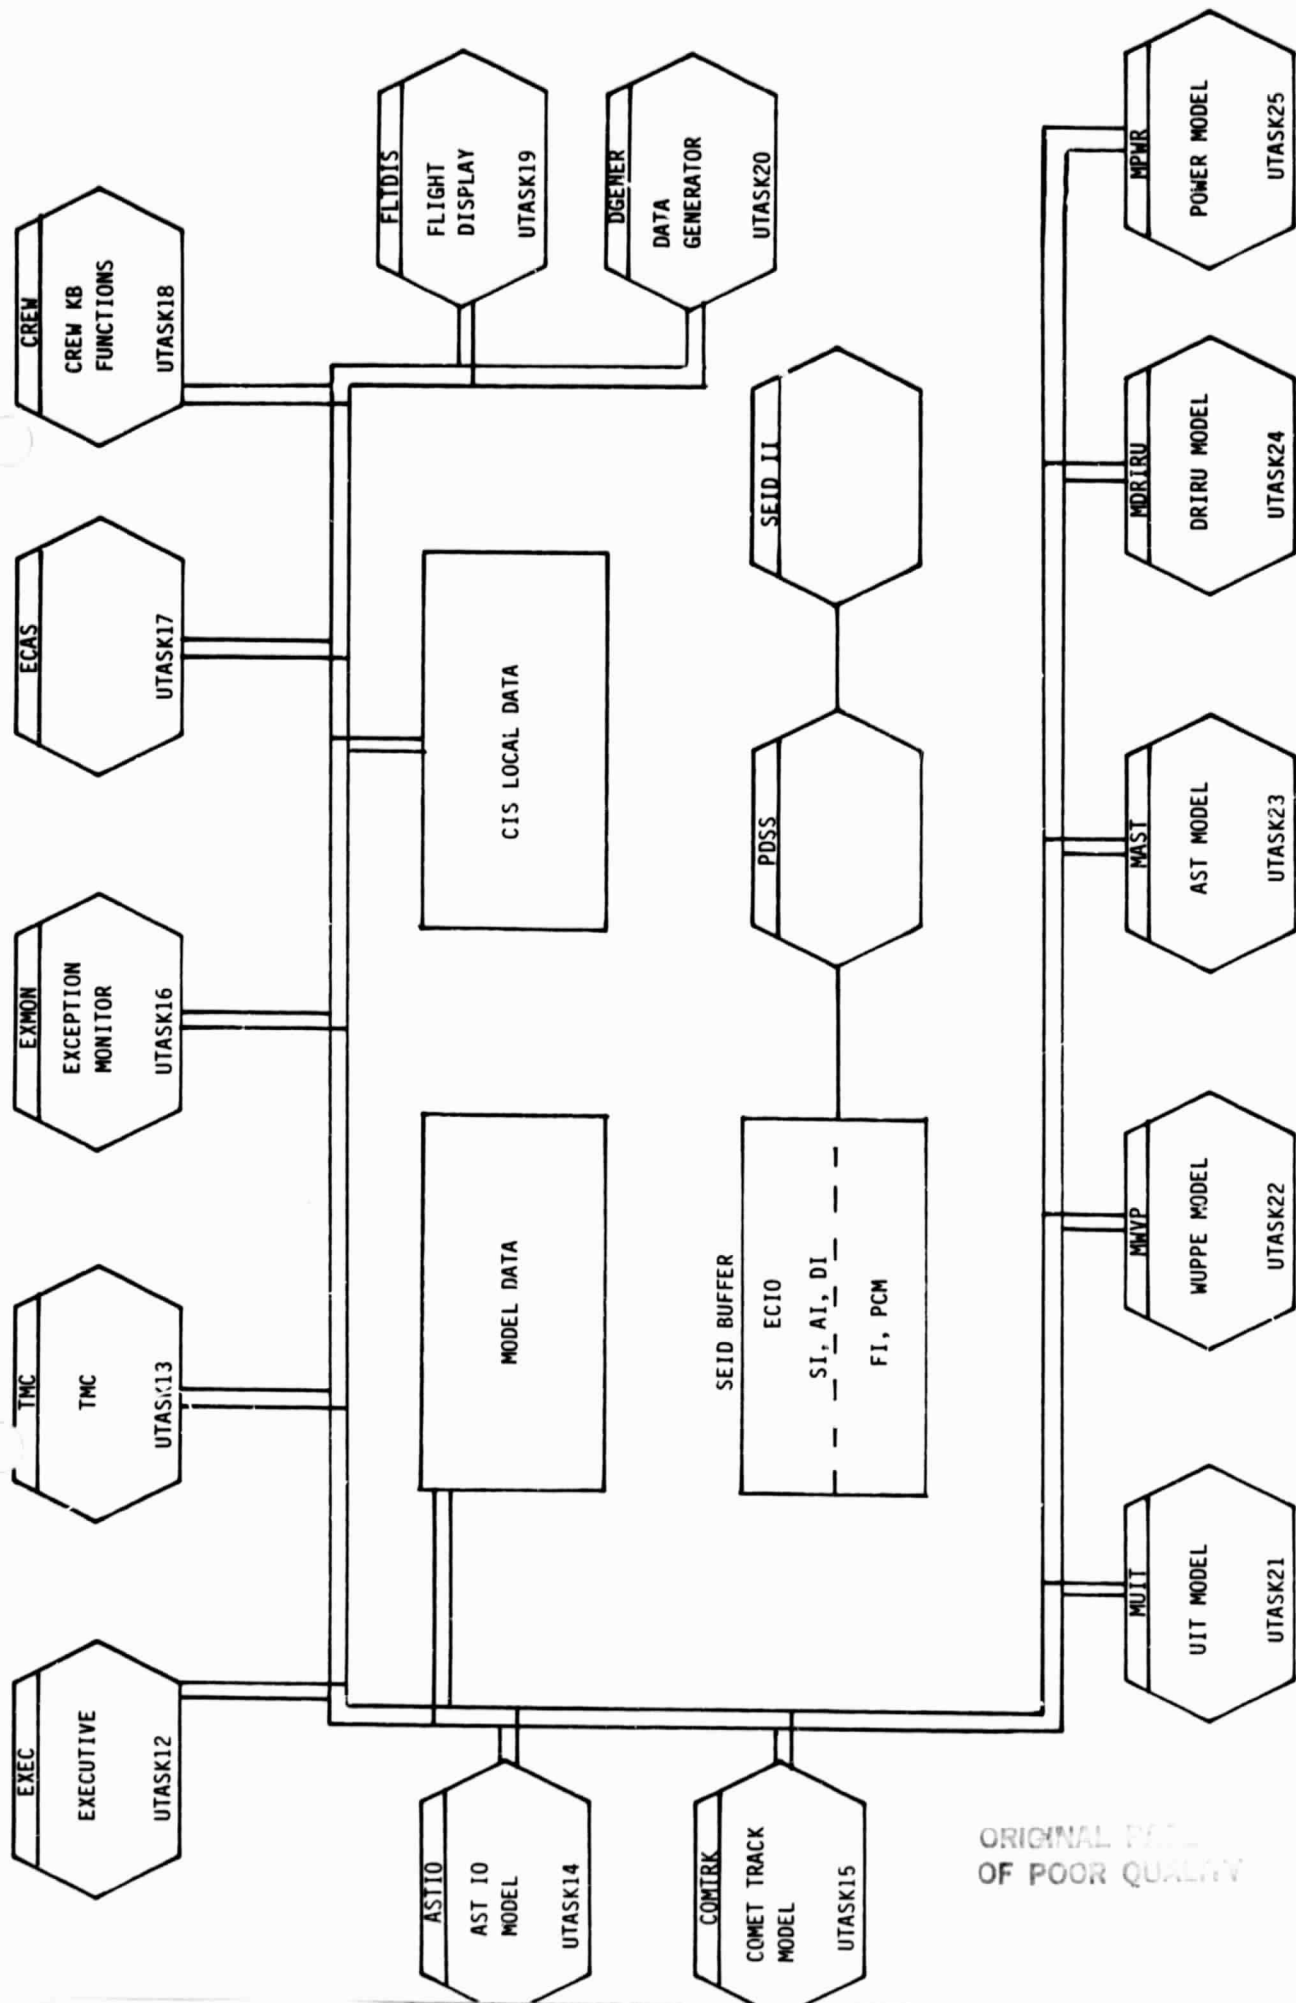 EXEC
EXECUTIVE
UTASK12
TMC
TMC
UTASK13
EXMON
EXCEPTION
MONITOR
UTASK16
ECAS
UTASK17
CREW
CREW KB
FUNCTIONS
UTASK18
ASTIO
AST IO
MODEL
UTASK14
MODEL DATA
CIS LOCAL DATA
FLTDIS
FLIGHT
DISPLAY
UTASK19
COMTRK
COMET TRACK
MODEL
UTASK15
SEID BUFFER
ECIO
SI, AI, DI
FI, PCM
PDSS
SEID II
DGENER
DATA
GENERATOR
UTASK20
MUIT
UIT MODEL
UTASK21
MWVP
WUPPE MODEL
UTASK22
MAST
AST MODEL
UTASK23
MDRIRU
DRIRU MODEL
UTASK24
MPWR
POWER MODEL
UTASK25
ORIGINAL
OF POOR QUALITY